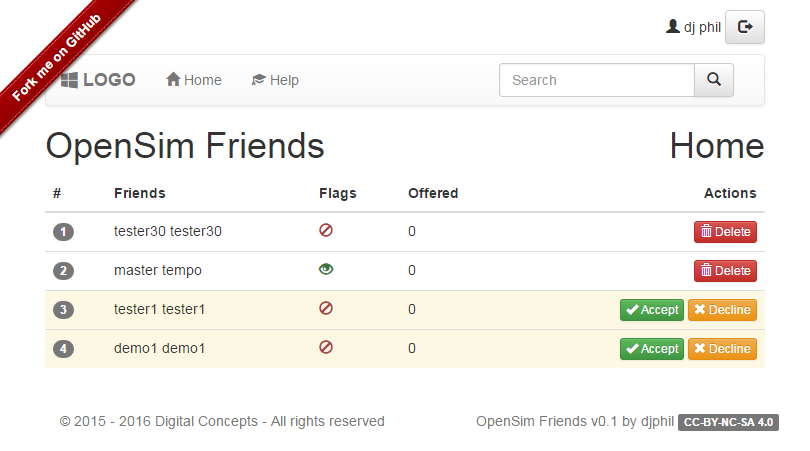 Fork me on GitHub
dj phil
LOGO Home Help Search
OpenSim Friends Home
# Friends Flags Offered Actions
1 tester30 tester30 0 Delete
2 master tempo 0 Delete
3 tester1 tester1 0 Accept Decline
4 demo1 demo1 0 Accept Decline
© 2015 - 2016 Digital Concepts - All rights reserved OpenSim Friends v0.1 by djphil CC-BY-NC-SA 4.0